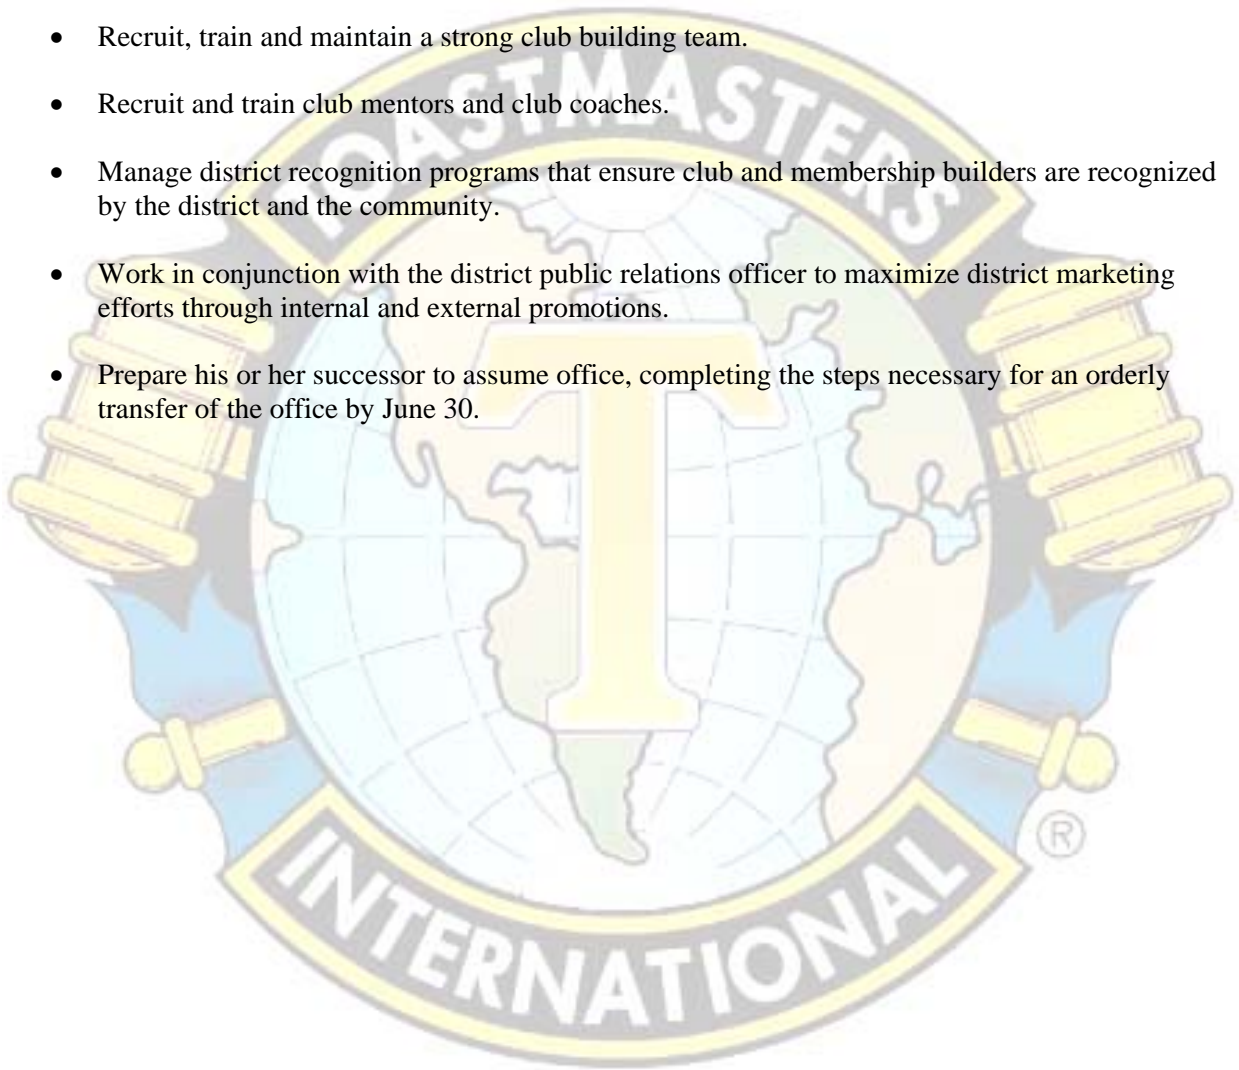 • Recruit, train and maintain a strong club building team.
• Recruit and train club mentors and club coaches.
• Manage district recognition programs that ensure club and membership builders are recognized
by the district and the community.
• Work in conjunction with the district public relations officer to maximize district marketing
efforts through internal and external promotions.
• Prepare his or her successor to assume office, completing the steps necessary for an orderly
transfer of the office by June 30.
TOASTMASTERS
T
INTERNATIONAL
®